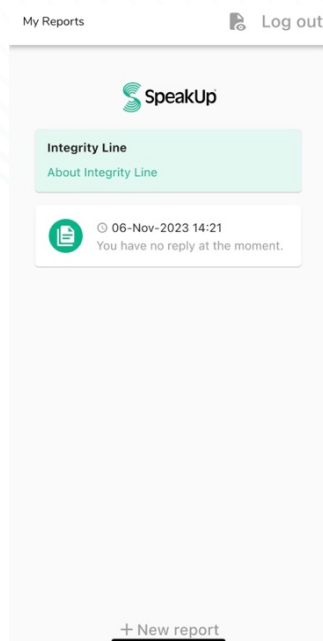 My Reports
Log out
SpeakUp
Integrity Line
About Integrity Line
06-Nov-2023 14:21
You have no reply at the moment.
+ New report